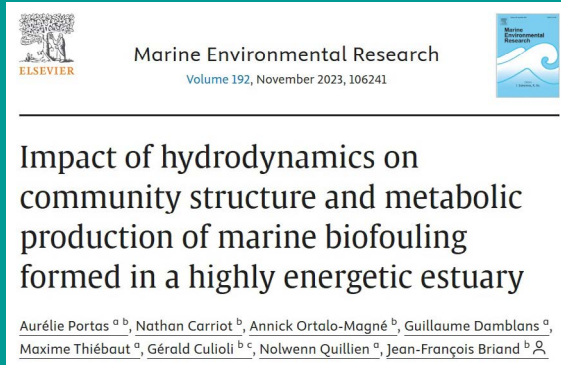 Marine Environmental Research
Volume 192, November 2023, 106241
ELSEVIER
Marine
Environmental
Research
Impact of hydrodynamics on
community structure and metabolic
production of marine biofouling
formed in a highly energetic estuary
Aurélie Portas a b, Nathan Carriot b, Annick Ortalo-Magné b, Guillaume Damblans a,
Maxime Thiébaut a, Gérald Culioli b c, Nolwenn Quillien a, Jean-François Briand b